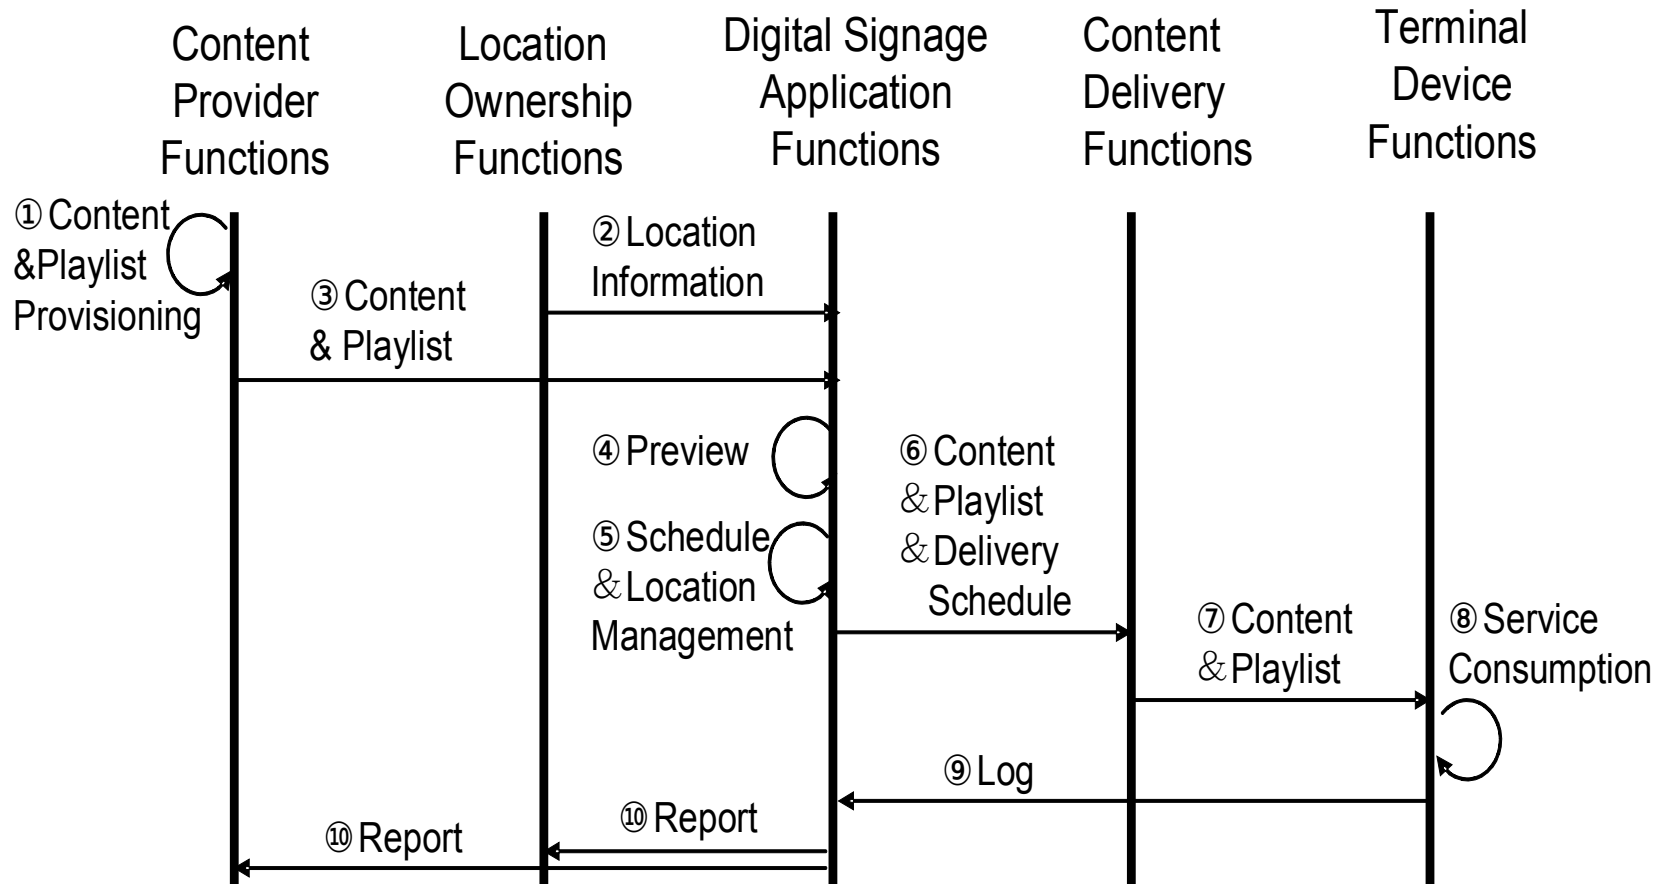 Content
Provider
Functions
Location
Ownership
Functions
Digital Signage
Application
Functions
Content
Delivery
Functions
Terminal
Device
Functions
① Content
&Playlist
Provisioning
② Location
Information
③ Content
& Playlist
④ Preview
⑤ Schedule
＆Location
Management
⑥ Content
＆Playlist
＆Delivery
Schedule
⑦ Content
＆Playlist
⑧ Service
Consumption
⑨ Log
⑩ Report
⑩ Report